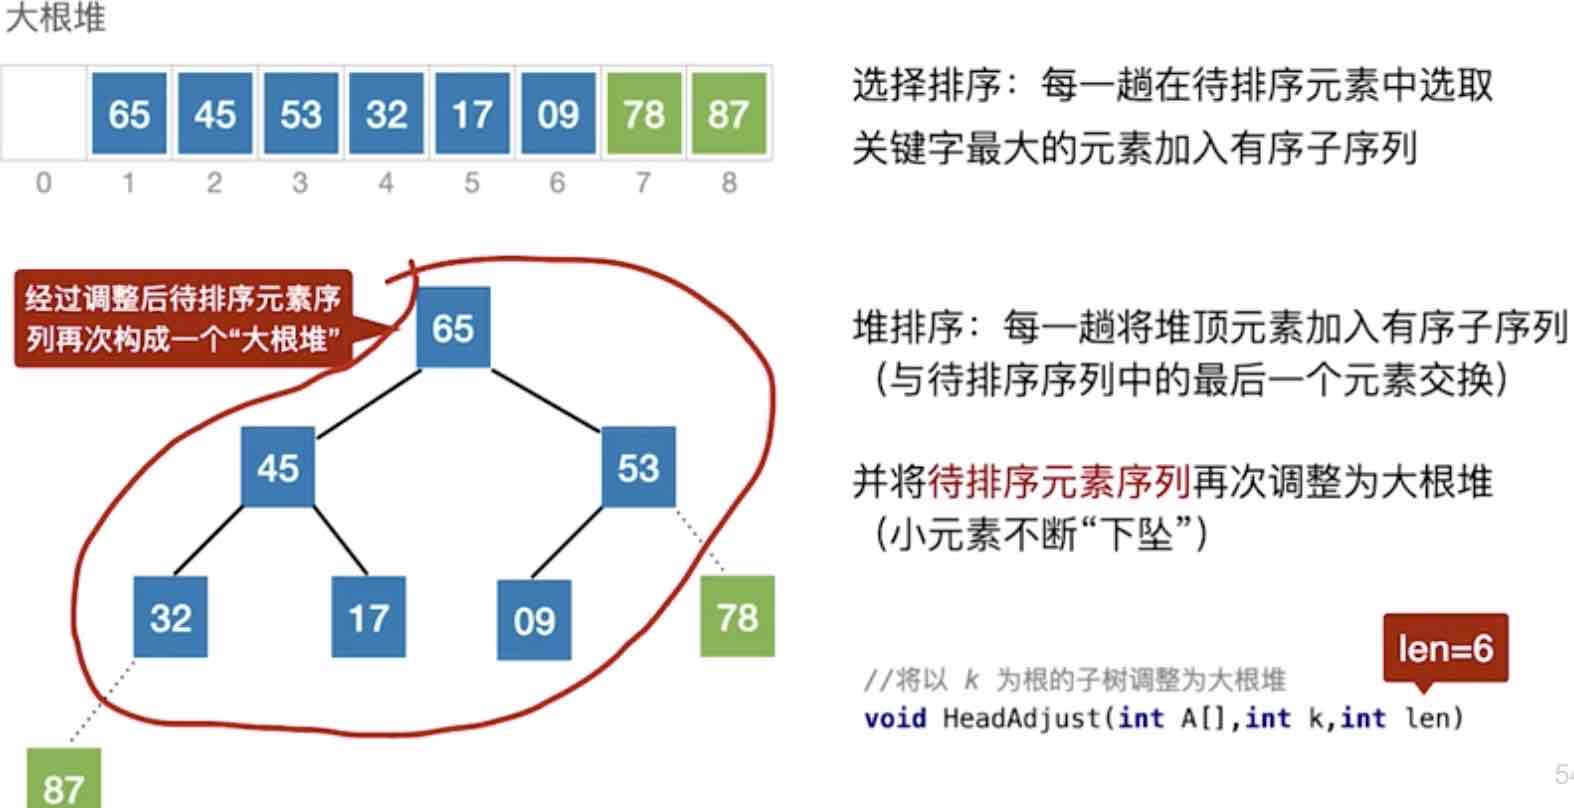 大根堆
65 45 53 32 17 09 78 87
0 1 2 3 4 5 6 7 8
选择排序：每一趟在待排序元素中选取
关键字最大的元素加入有序子序列
经过调整后待排序元素序
列再次构成一个“大根堆”
65
45 53
32 17 09 78
87
堆排序：每一趟将堆顶元素加入有序子序列
（与待排序序列中的最后一个元素交换）
并将待排序元素序列再次调整为大根堆
（小元素不断“下坠”）
len=6
//将以 k 为根的子树调整为大根堆
void HeadAdjust(int A[],int k,int len)
54